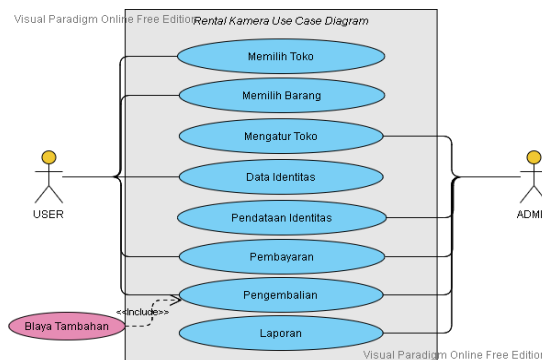 Visual Paradigm Online Free Edition
Rental Kamera Use Case Diagram
Memilih Toko
Memilih Barang
Mengatur Toko
Data Identitas
USER
ADMI
Pendataan Identitas
Pembayaran
Pengembalian
<<Include>>
BIaya Tambahan
Laporan
Visual Paradigm Online Free Edition